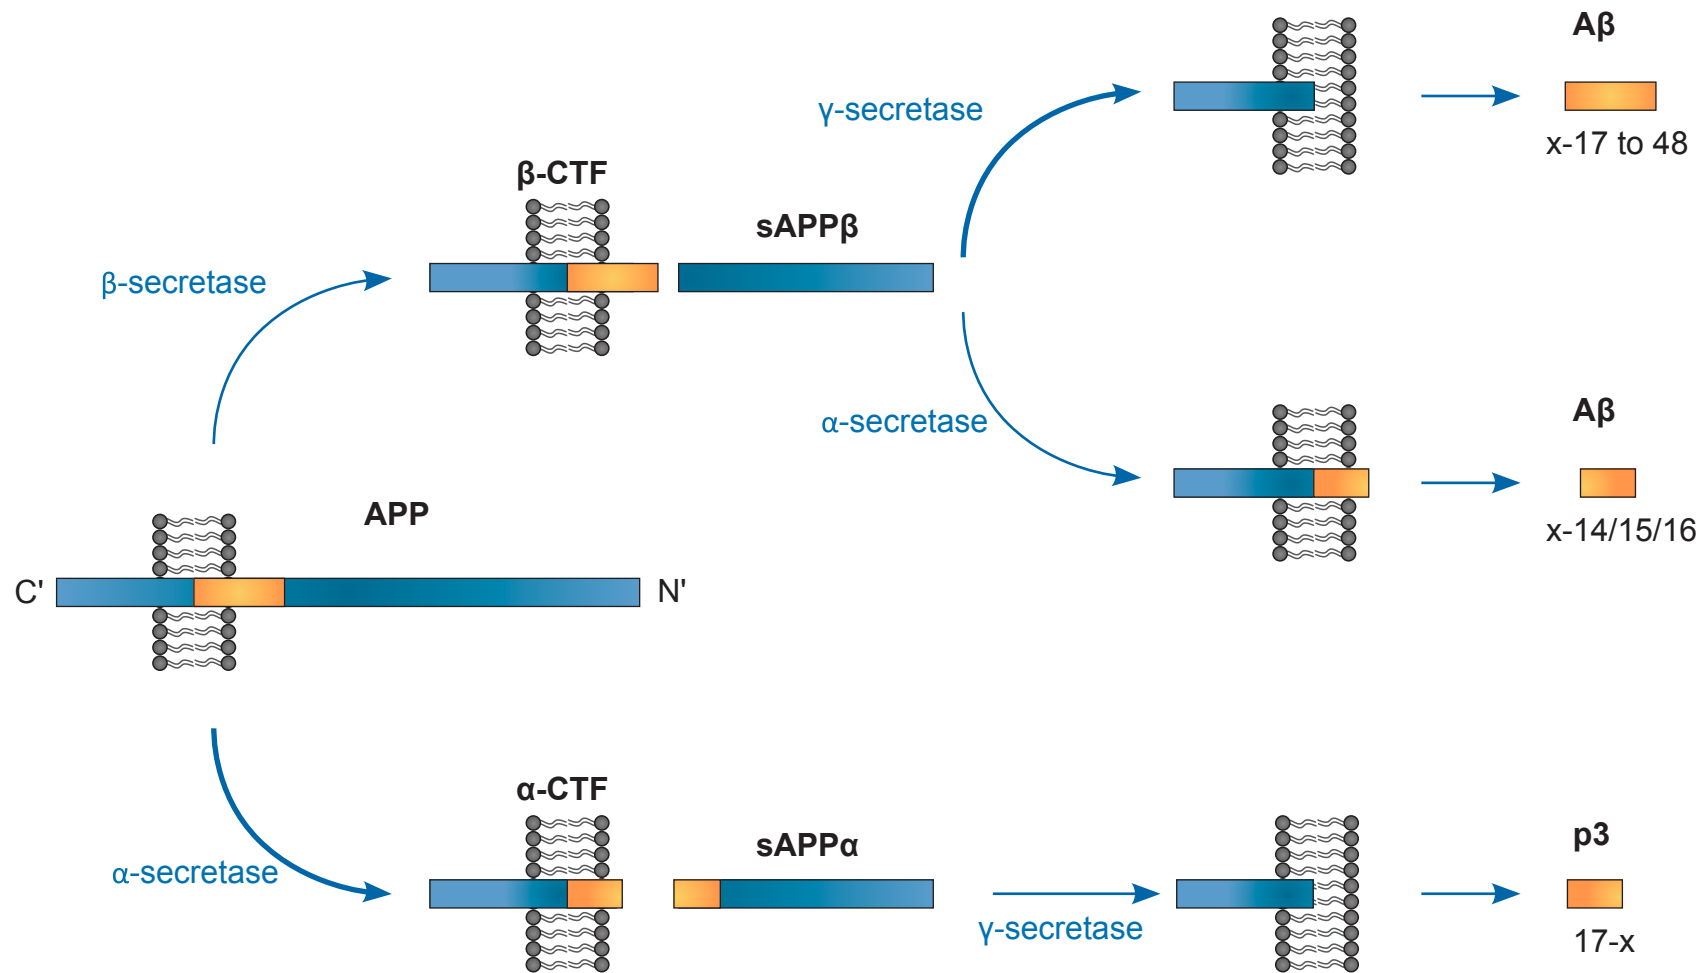 Aβ
γ-secretase
x-17 to 48
β-CTF
sAPPβ
β-secretase
Aβ
α-secretase
x-14/15/16
APP
C' N'
α-CTF
sAPPα
p3
α-secretase
γ-secretase
17-x